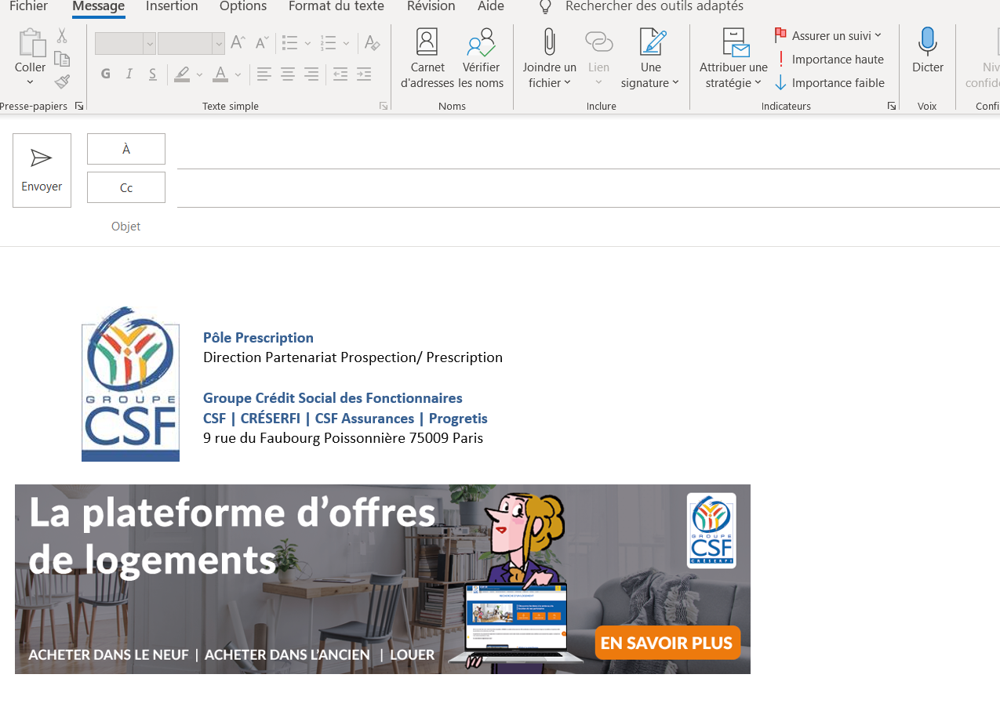 Fichier Message Insertion Options Format du texte Révision Aide Rechercher des outils adaptés
Coller
G I S
Carnet d'adresses
Vérifier les noms
Joindre un fichier
Lien
Une signature
Attribuer une stratégie
Assurer un suivi
Importance haute
Importance faible
Dicter
Niv
confid
Presse-papiers Texte simple Noms Inclure Indicateurs Voix Confi
Envoyer
À
Cc
Objet
Pôle Prescription
Direction Partenariat Prospection/ Prescription
Groupe Crédit Social des Fonctionnaires
CSF | CRÉSERFI | CSF Assurances | Progretis
9 rue du Faubourg Poissonnière 75009 Paris
GROUPE
CSF
La plateforme d'offres
de logements
ACHETER DANS LE NEUF | ACHETER DANS L'ANCIEN | LOUER
GROUPE
CSF
CRÉSERFI
EN SAVOIR PLUS